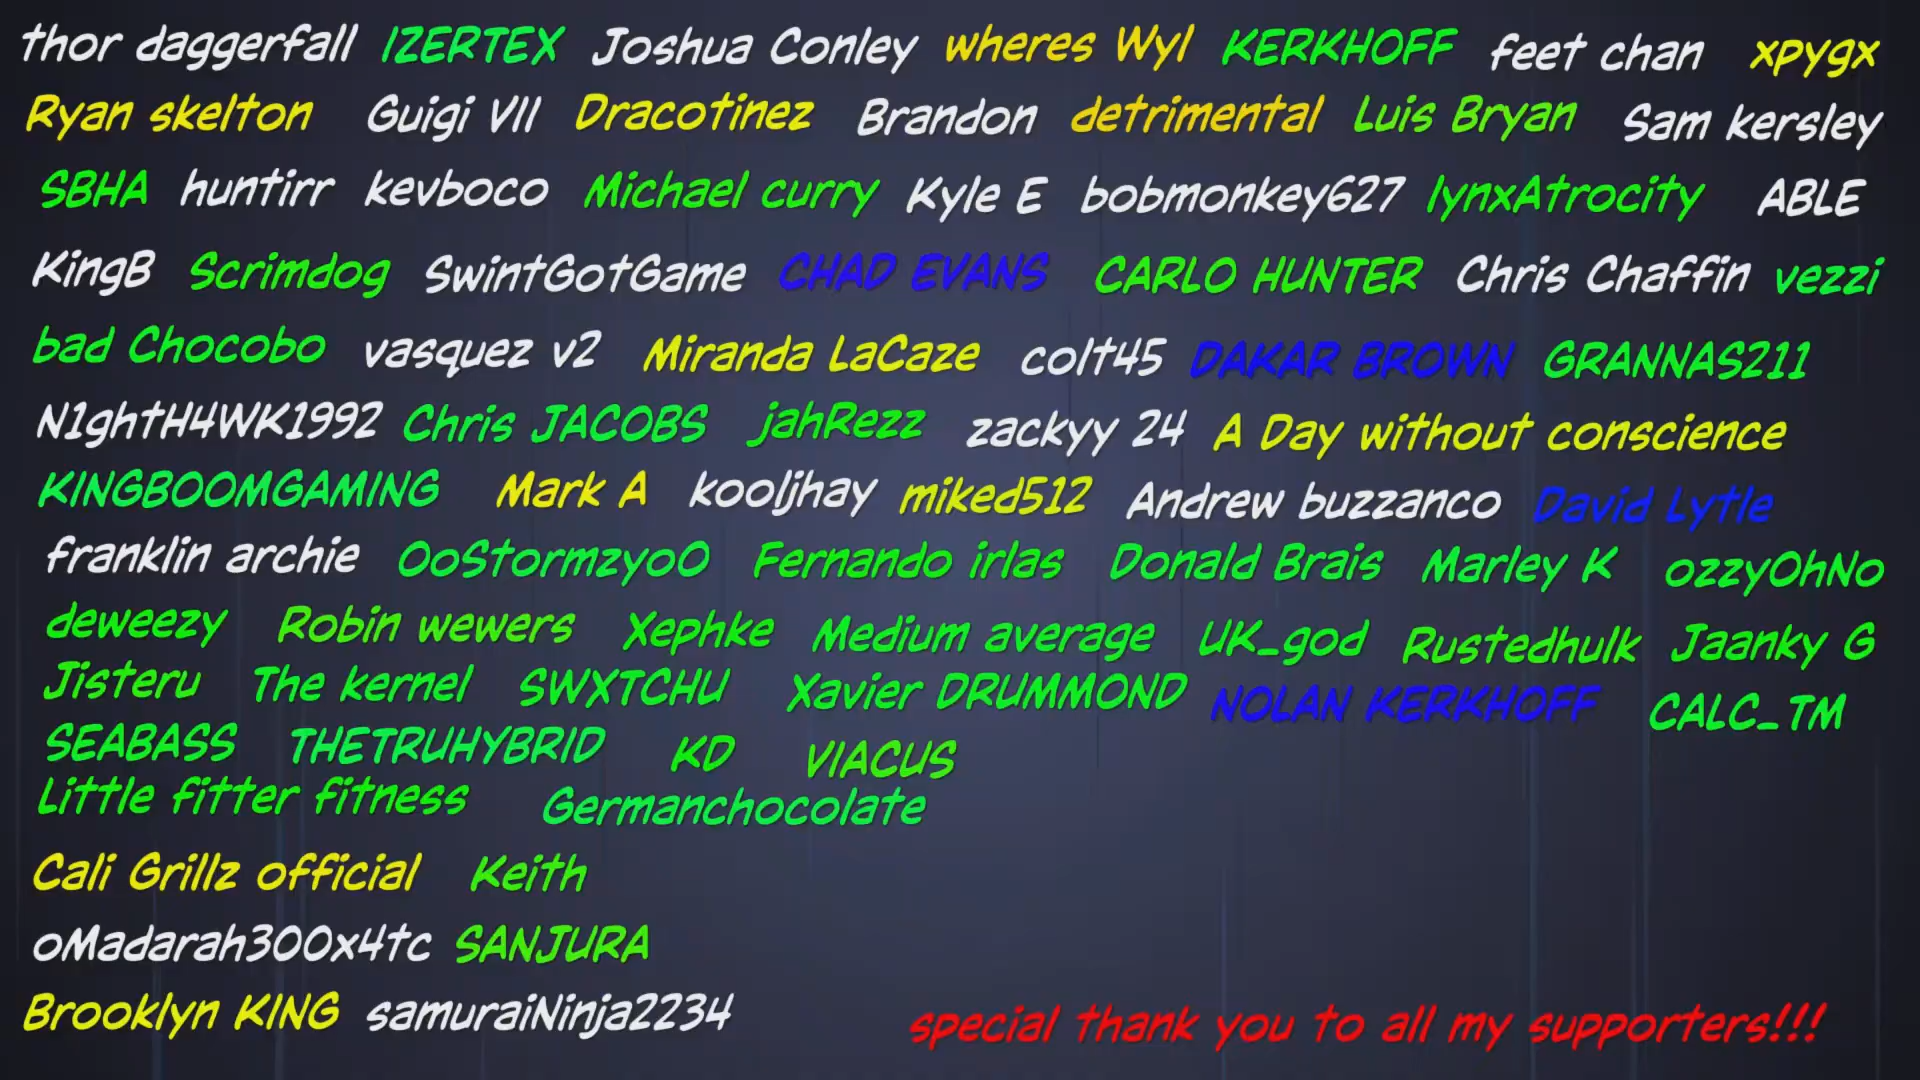 thor daggerfall IZERTEX Joshua Conley wheres Wyl KERKHOFF feet chan xpygx
Ryan skelton Guigi VII Dracotinez Brandon detrimental Luis Bryan Sam kersley
SBHA huntirr kevboco Michael curry Kyle E bobmonkey627 lynxAtrocity ABLE
KingB Scrimdog SwintGotGame CHAD EVANS CARLO HUNTER Chris Chaffin vezzi
bad Chocobo vasquez v2 Miranda LaCaze colt45 DAKAR BROWN GRANNAS211
N1ghtH4WK1992 Chris JACOBS jahRezz zackyy 24 A Day without conscience
KINGBOOMGAMING Mark A kooljhay miked512 Andrew buzzanco David Lytle
franklin archie OoStormzyoO Fernando irlas Donald Brais Marley K ozzyOhNo
deweezy Robin wewers Xephke Medium average UK_god Rustedhulk Jaanky G
Jisteru The kernel SWXTCHU Xavier DRUMMOND NOLAN KERKHOFF CALC_TM
SEABASS THETRUHYBRID KD VIACUS
Little fitter fitness Germanchocolate
Cali Grillz official Keith
oMadarah300x4tc SANJURA
Brooklyn KING samuraiNinja2234 special thank you to all my supporters!!!